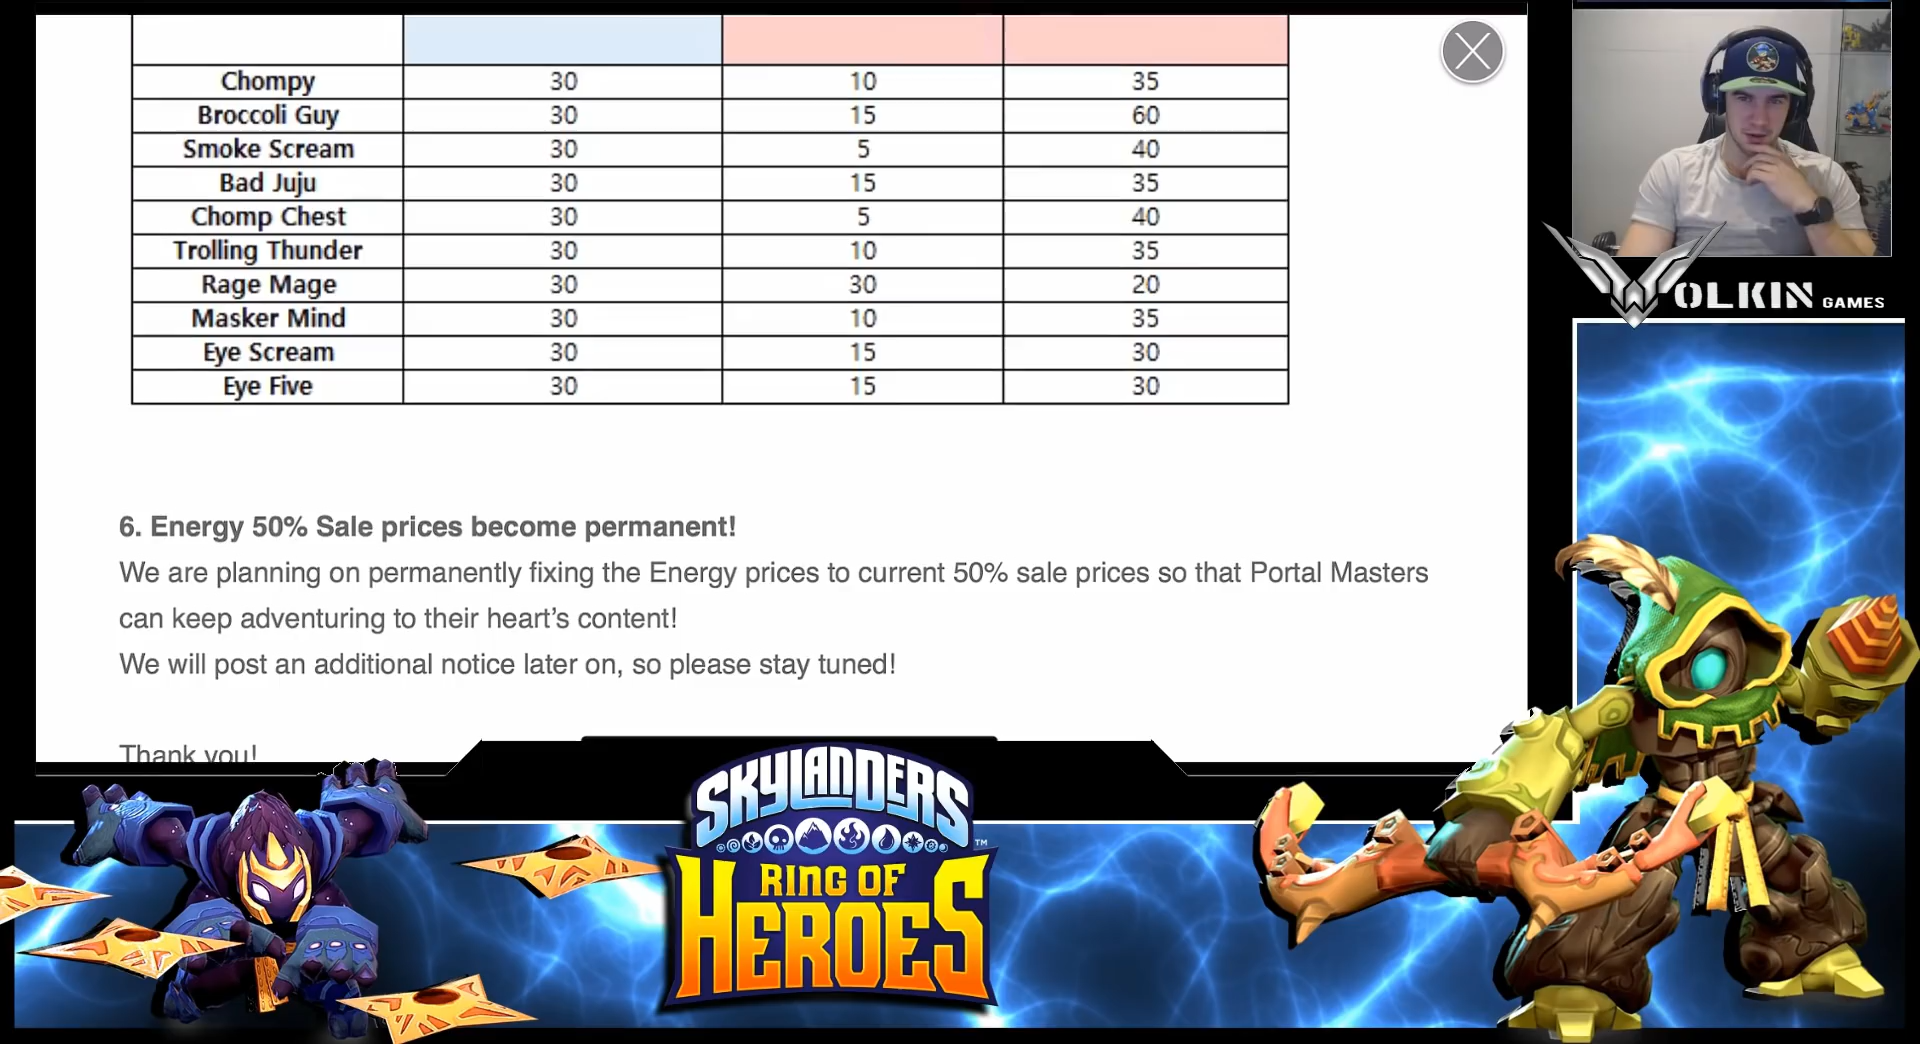 Chompy 30 10 35
Broccoli Guy 30 15 60
Smoke Scream 30 5 40
Bad Juju 30 15 35
Chomp Chest 30 5 40
Trolling Thunder 30 10 35
Rage Mage 30 30 20
Masker Mind 30 10 35
Eye Scream 30 15 30
Eye Five 30 15 30
6. Energy 50% Sale prices become permanent!
We are planning on permanently fixing the Energy prices to current 50% sale prices so that Portal Masters
can keep adventuring to their heart's content!
We will post an additional notice later on, so please stay tuned!
Thank you!
WOLKIN GAMES
SKYLANDERS™
RING OF
HEROES